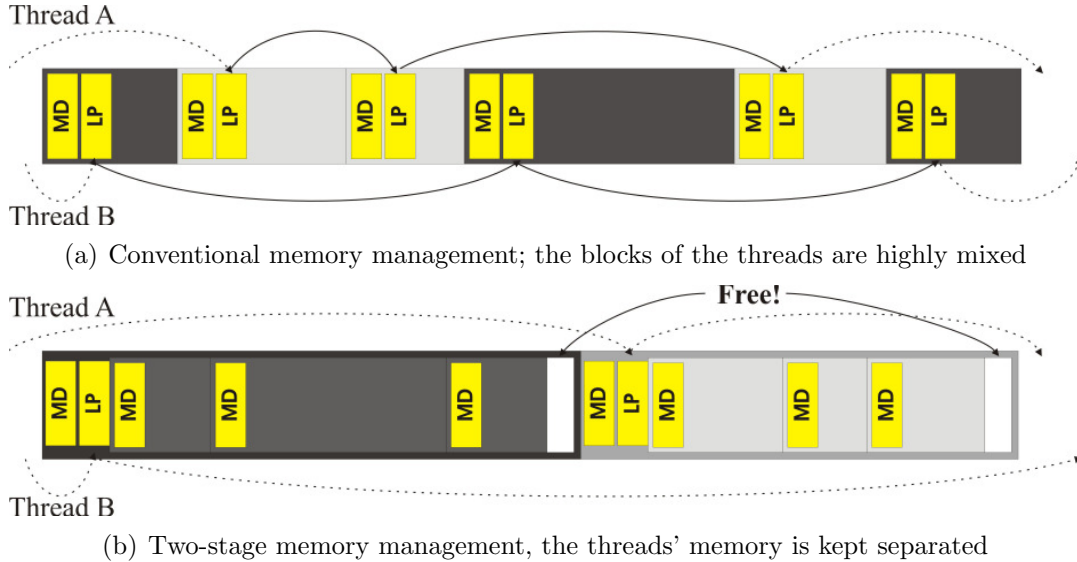 Thread A
MD LP MD LP MD LP MD LP MD LP MD LP
Thread B
(a) Conventional memory management; the blocks of the threads are highly mixed
Free!
Thread A
MD LP MD MD MD MD LP MD MD MD
Thread B
(b) Two-stage memory management, the threads' memory is kept separated